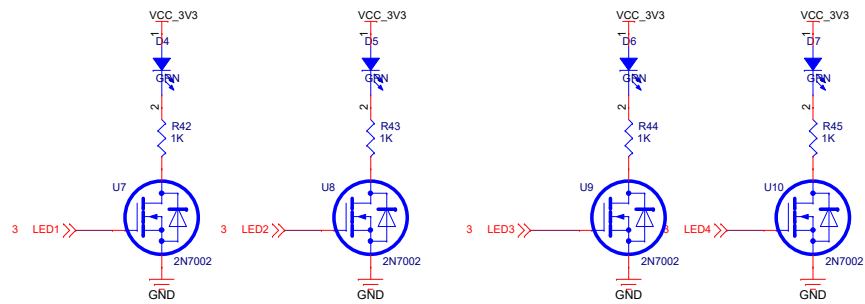 VCC_3V3 VCC_3V3 VCC_3V3 VCC_3V3
1 1 1 1
D4 D5 D6 D7
GRN GRN GRN GRN
2 2 2 2
R42 R43 R44 R45
1K 1K 1K 1K
U7 U8 U9 U10
3 LED1 3 LED2 3 LED3 3 LED4
2N7002 2N7002 2N7002 2N7002
GND GND GND GND